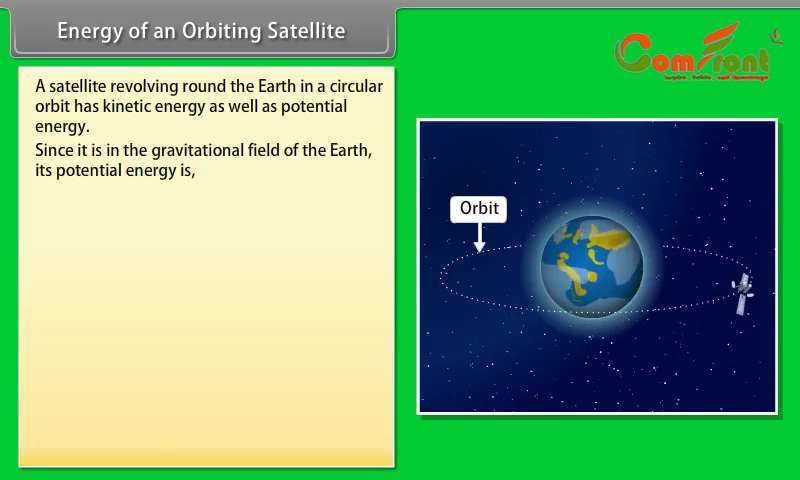 Energy of an Orbiting Satellite
ComFront
A satellite revolving round the Earth in a circular
orbit has kinetic energy as well as potential
energy.
Since it is in the gravitational field of the Earth,
its potential energy is,
Orbit